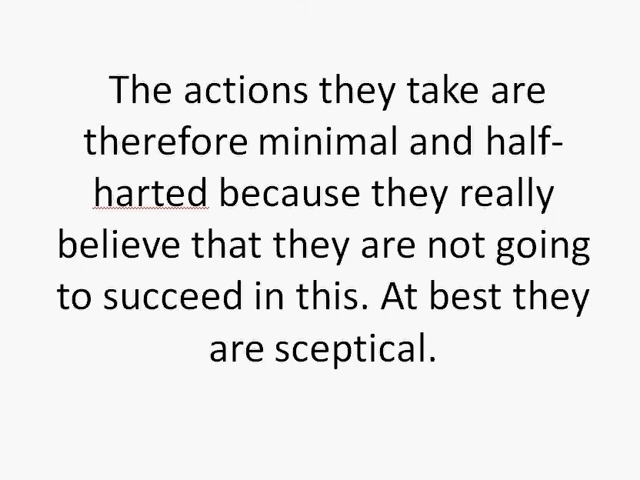 The actions they take are
therefore minimal and half-
harted because they really
believe that they are not going
to succeed in this. At best they
are sceptical.